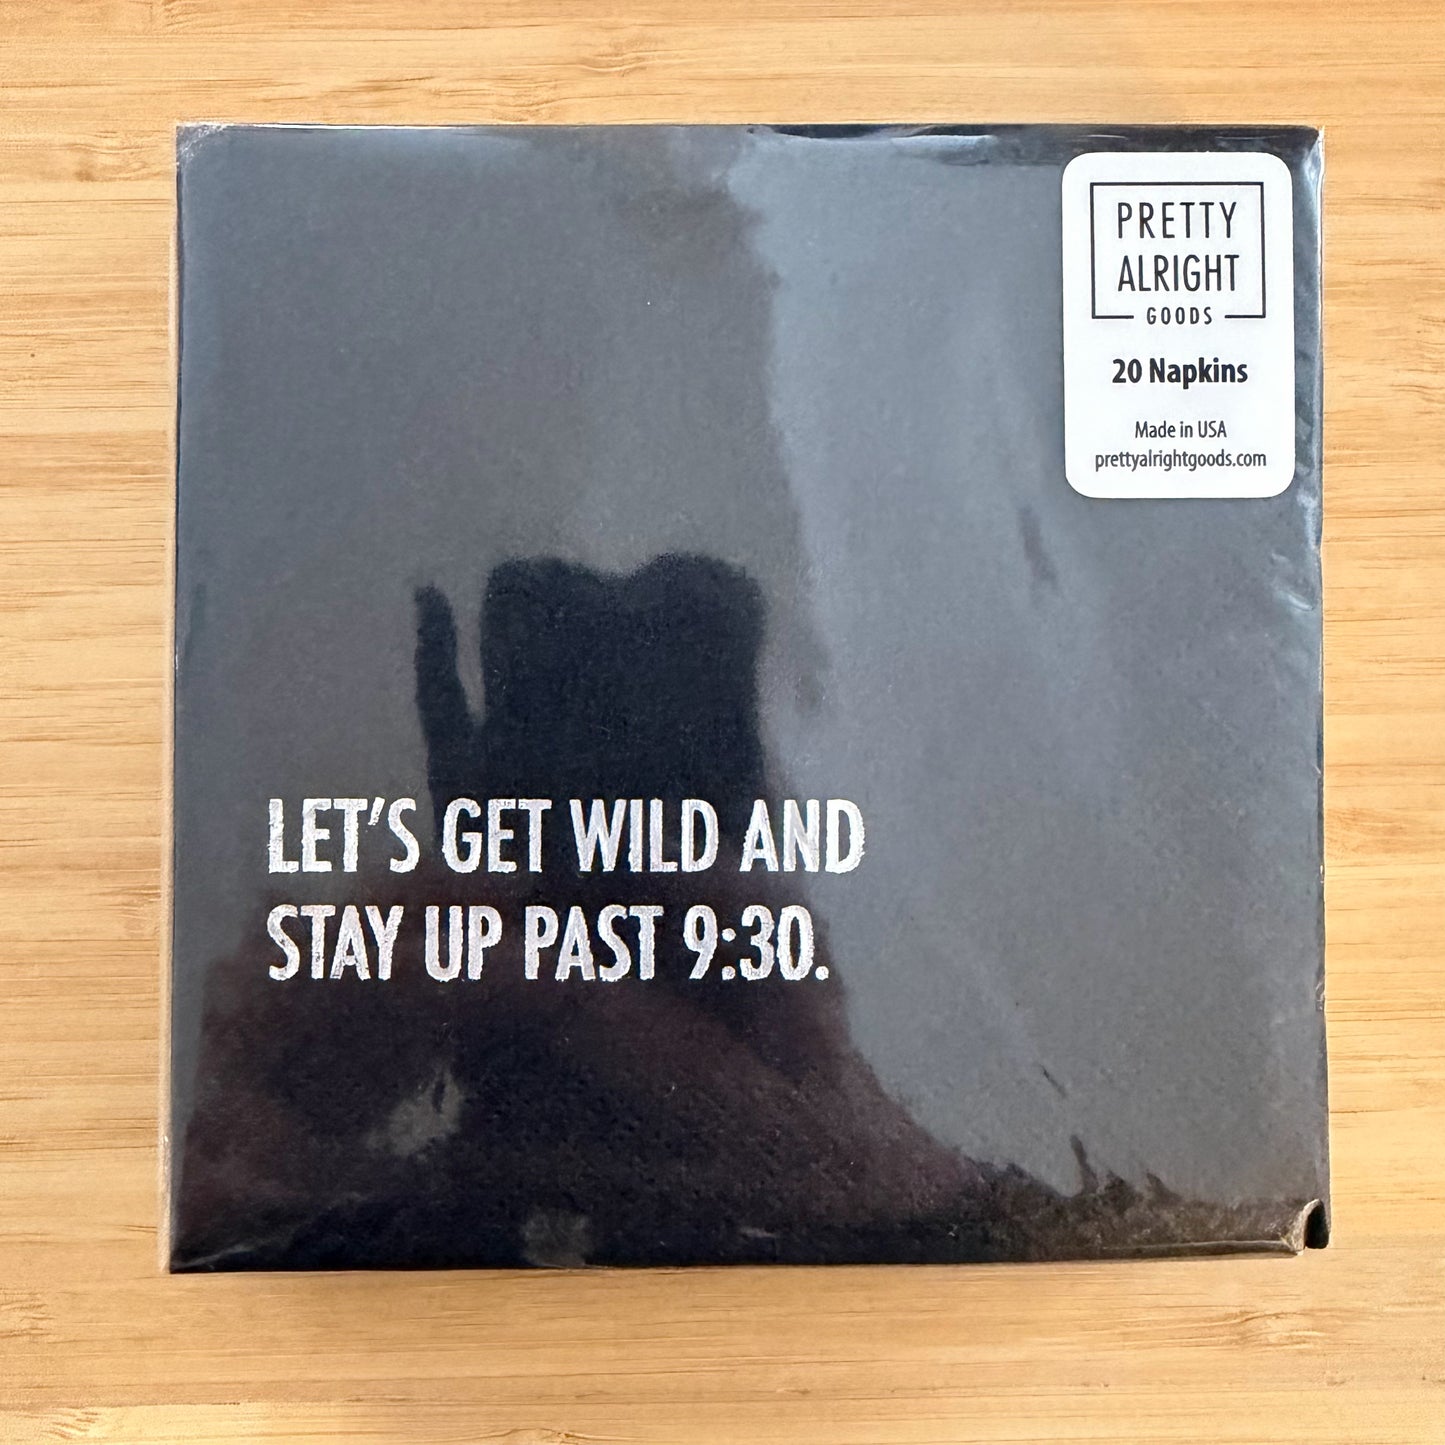 PRETTY
ALRIGHT
GOODS
20 Napkins
Made in USA
prettyalrightgoods.com
LET'S GET WILD AND
STAY UP PAST 9:30.